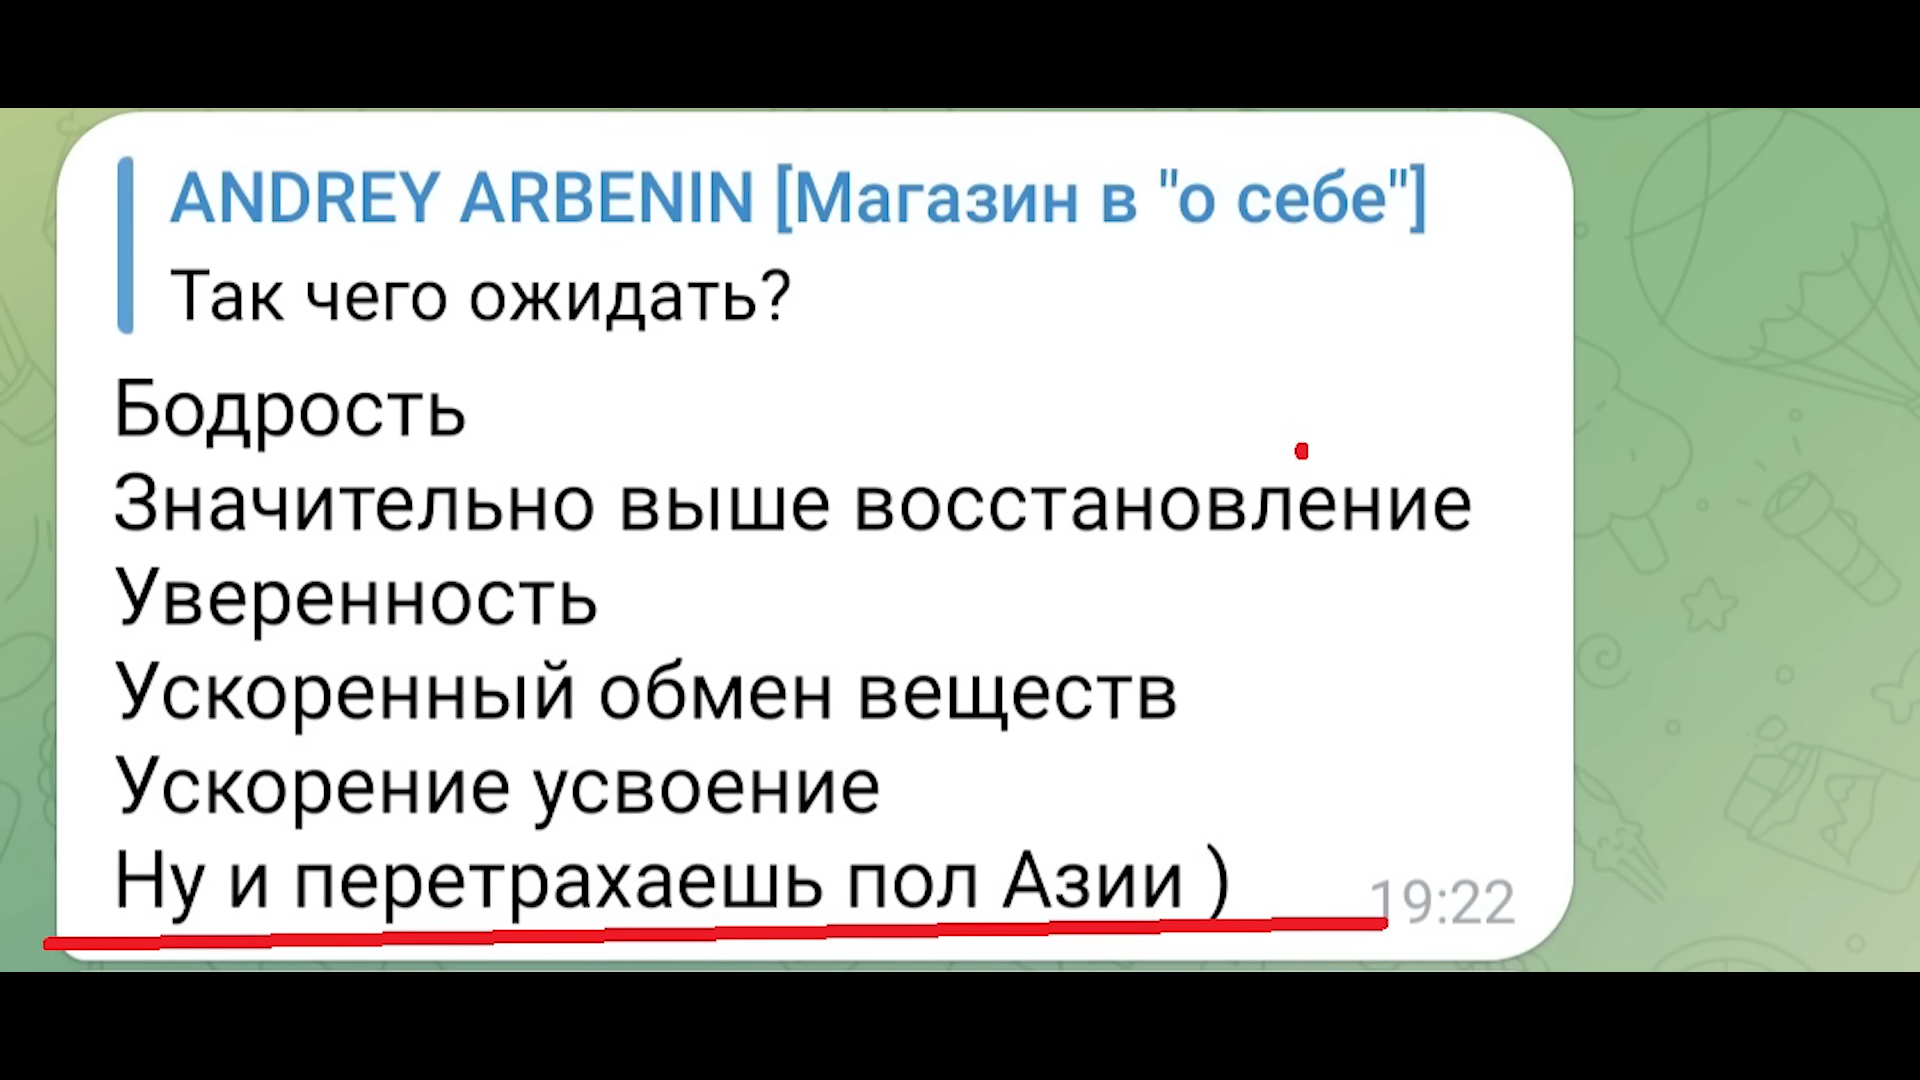 ANDREY ARBENIN [Магазин в "о себе"]
Так чего ожидать?
Бодрость
Значительно выше восстановление
Уверенность
Ускоренный обмен веществ
Ускорение усвоение
Ну и перетрахаешь пол Азии )
19:22